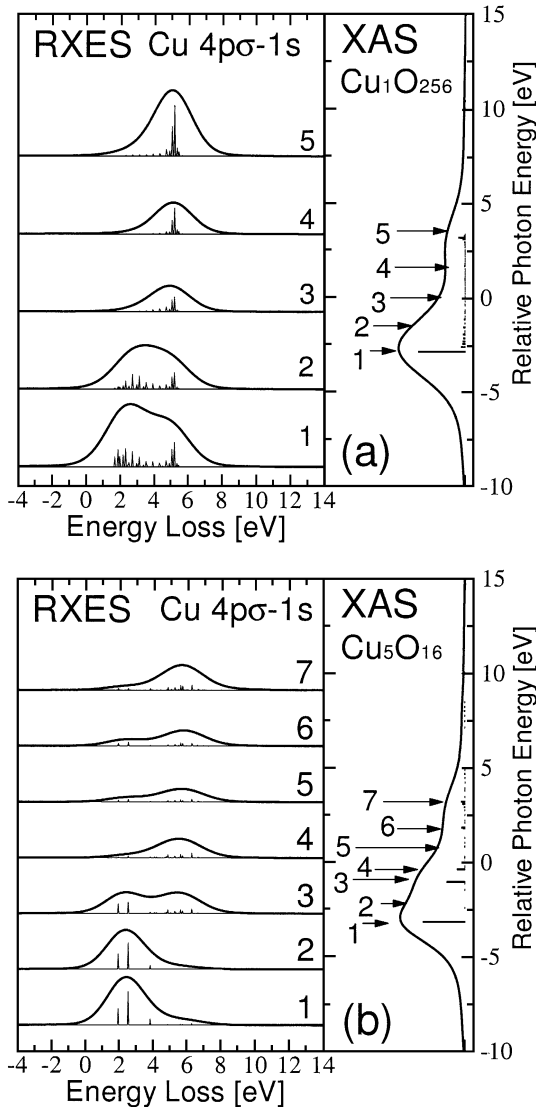 RXES Cu 4pσ-1s
XAS
Cu₁O₂₅₆
15
10
5
0
-5
-10
Relative Photon Energy [eV]
5
4
3
2
1
5
4
3
2
1
(a)
-4 -2 0 2 4 6 8 10 12 14
Energy Loss [eV]
RXES Cu 4pσ-1s
XAS
Cu₅O₁₆
15
10
5
0
-5
-10
Relative Photon Energy [eV]
7
6
5
4
3
2
1
7
6
5
4
3
2
1
(b)
-4 -2 0 2 4 6 8 10 12 14
Energy Loss [eV]